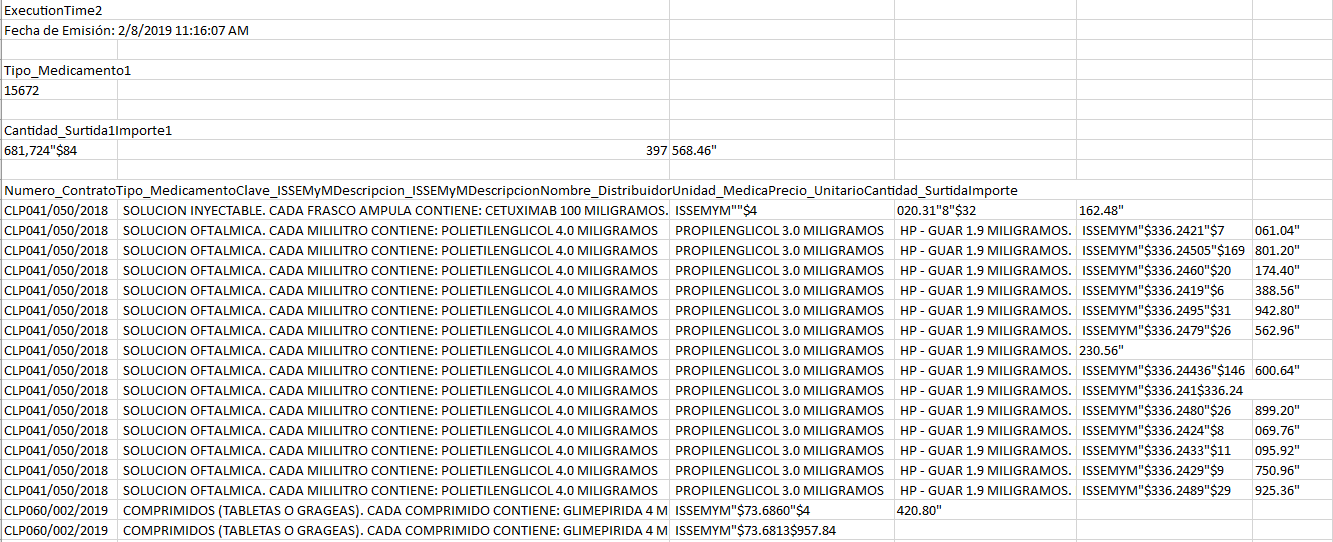 ExecutionTime2
Fecha de Emisión: 2/8/2019 11:16:07 AM
Tipo_Medicamento1
15672
Cantidad_Surtida1Importe1
681,724"$84 397 568.46"
Numero_ContratoTipo_MedicamentoClave_ISSEMyMDescripcion_ISSEMyMDescripcionNombre_DistribuidorUnidad_MedicaPrecio_UnitarioCantidad_SurtidaImporte
CLP041/050/2018 SOLUCION INYECTABLE. CADA FRASCO AMPULA CONTIENE: CETUXIMAB 100 MILIGRAMOS. ISSEMYM""$4 020.31"8"$32 162.48"
CLP041/050/2018 SOLUCION OFTALMICA. CADA MILILITRO CONTIENE: POLIETILENGLICOL 4.0 MILIGRAMOS PROPILENGLICOL 3.0 MILIGRAMOS HP - GUAR 1.9 MILIGRAMOS. ISSEMYM"$336.2421"$7 061.04"
CLP041/050/2018 SOLUCION OFTALMICA. CADA MILILITRO CONTIENE: POLIETILENGLICOL 4.0 MILIGRAMOS PROPILENGLICOL 3.0 MILIGRAMOS HP - GUAR 1.9 MILIGRAMOS. ISSEMYM"$336.24505"$169 801.20"
CLP041/050/2018 SOLUCION OFTALMICA. CADA MILILITRO CONTIENE: POLIETILENGLICOL 4.0 MILIGRAMOS PROPILENGLICOL 3.0 MILIGRAMOS HP - GUAR 1.9 MILIGRAMOS. ISSEMYM"$336.2460"$20 174.40"
CLP041/050/2018 SOLUCION OFTALMICA. CADA MILILITRO CONTIENE: POLIETILENGLICOL 4.0 MILIGRAMOS PROPILENGLICOL 3.0 MILIGRAMOS HP - GUAR 1.9 MILIGRAMOS. ISSEMYM"$336.2419"$6 388.56"
CLP041/050/2018 SOLUCION OFTALMICA. CADA MILILITRO CONTIENE: POLIETILENGLICOL 4.0 MILIGRAMOS PROPILENGLICOL 3.0 MILIGRAMOS HP - GUAR 1.9 MILIGRAMOS. ISSEMYM"$336.2495"$31 942.80"
CLP041/050/2018 SOLUCION OFTALMICA. CADA MILILITRO CONTIENE: POLIETILENGLICOL 4.0 MILIGRAMOS PROPILENGLICOL 3.0 MILIGRAMOS HP - GUAR 1.9 MILIGRAMOS. ISSEMYM"$336.2479"$26 562.96"
CLP041/050/2018 SOLUCION OFTALMICA. CADA MILILITRO CONTIENE: POLIETILENGLICOL 4.0 MILIGRAMOS PROPILENGLICOL 3.0 MILIGRAMOS HP - GUAR 1.9 MILIGRAMOS. 230.56"
CLP041/050/2018 SOLUCION OFTALMICA. CADA MILILITRO CONTIENE: POLIETILENGLICOL 4.0 MILIGRAMOS PROPILENGLICOL 3.0 MILIGRAMOS HP - GUAR 1.9 MILIGRAMOS. ISSEMYM"$336.24436"$146 600.64"
CLP041/050/2018 SOLUCION OFTALMICA. CADA MILILITRO CONTIENE: POLIETILENGLICOL 4.0 MILIGRAMOS PROPILENGLICOL 3.0 MILIGRAMOS HP - GUAR 1.9 MILIGRAMOS. ISSEMYM"$336.241$336.24
CLP041/050/2018 SOLUCION OFTALMICA. CADA MILILITRO CONTIENE: POLIETILENGLICOL 4.0 MILIGRAMOS PROPILENGLICOL 3.0 MILIGRAMOS HP - GUAR 1.9 MILIGRAMOS. ISSEMYM"$336.2480"$26 899.20"
CLP041/050/2018 SOLUCION OFTALMICA. CADA MILILITRO CONTIENE: POLIETILENGLICOL 4.0 MILIGRAMOS PROPILENGLICOL 3.0 MILIGRAMOS HP - GUAR 1.9 MILIGRAMOS. ISSEMYM"$336.2424"$8 069.76"
CLP041/050/2018 SOLUCION OFTALMICA. CADA MILILITRO CONTIENE: POLIETILENGLICOL 4.0 MILIGRAMOS PROPILENGLICOL 3.0 MILIGRAMOS HP - GUAR 1.9 MILIGRAMOS. ISSEMYM"$336.2433"$11 095.92"
CLP041/050/2018 SOLUCION OFTALMICA. CADA MILILITRO CONTIENE: POLIETILENGLICOL 4.0 MILIGRAMOS PROPILENGLICOL 3.0 MILIGRAMOS HP - GUAR 1.9 MILIGRAMOS. ISSEMYM"$336.2429"$9 750.96"
CLP041/050/2018 SOLUCION OFTALMICA. CADA MILILITRO CONTIENE: POLIETILENGLICOL 4.0 MILIGRAMOS PROPILENGLICOL 3.0 MILIGRAMOS HP - GUAR 1.9 MILIGRAMOS. ISSEMYM"$336.2489"$29 925.36"
CLP060/002/2019 COMPRIMIDOS (TABLETAS O GRAGEAS). CADA COMPRIMIDO CONTIENE: GLIMEPIRIDA 4 M ISSEMYM"$73.6860"$4 420.80"
CLP060/002/2019 COMPRIMIDOS (TABLETAS O GRAGEAS). CADA COMPRIMIDO CONTIENE: GLIMEPIRIDA 4 M ISSEMYM"$73.6813$957.84